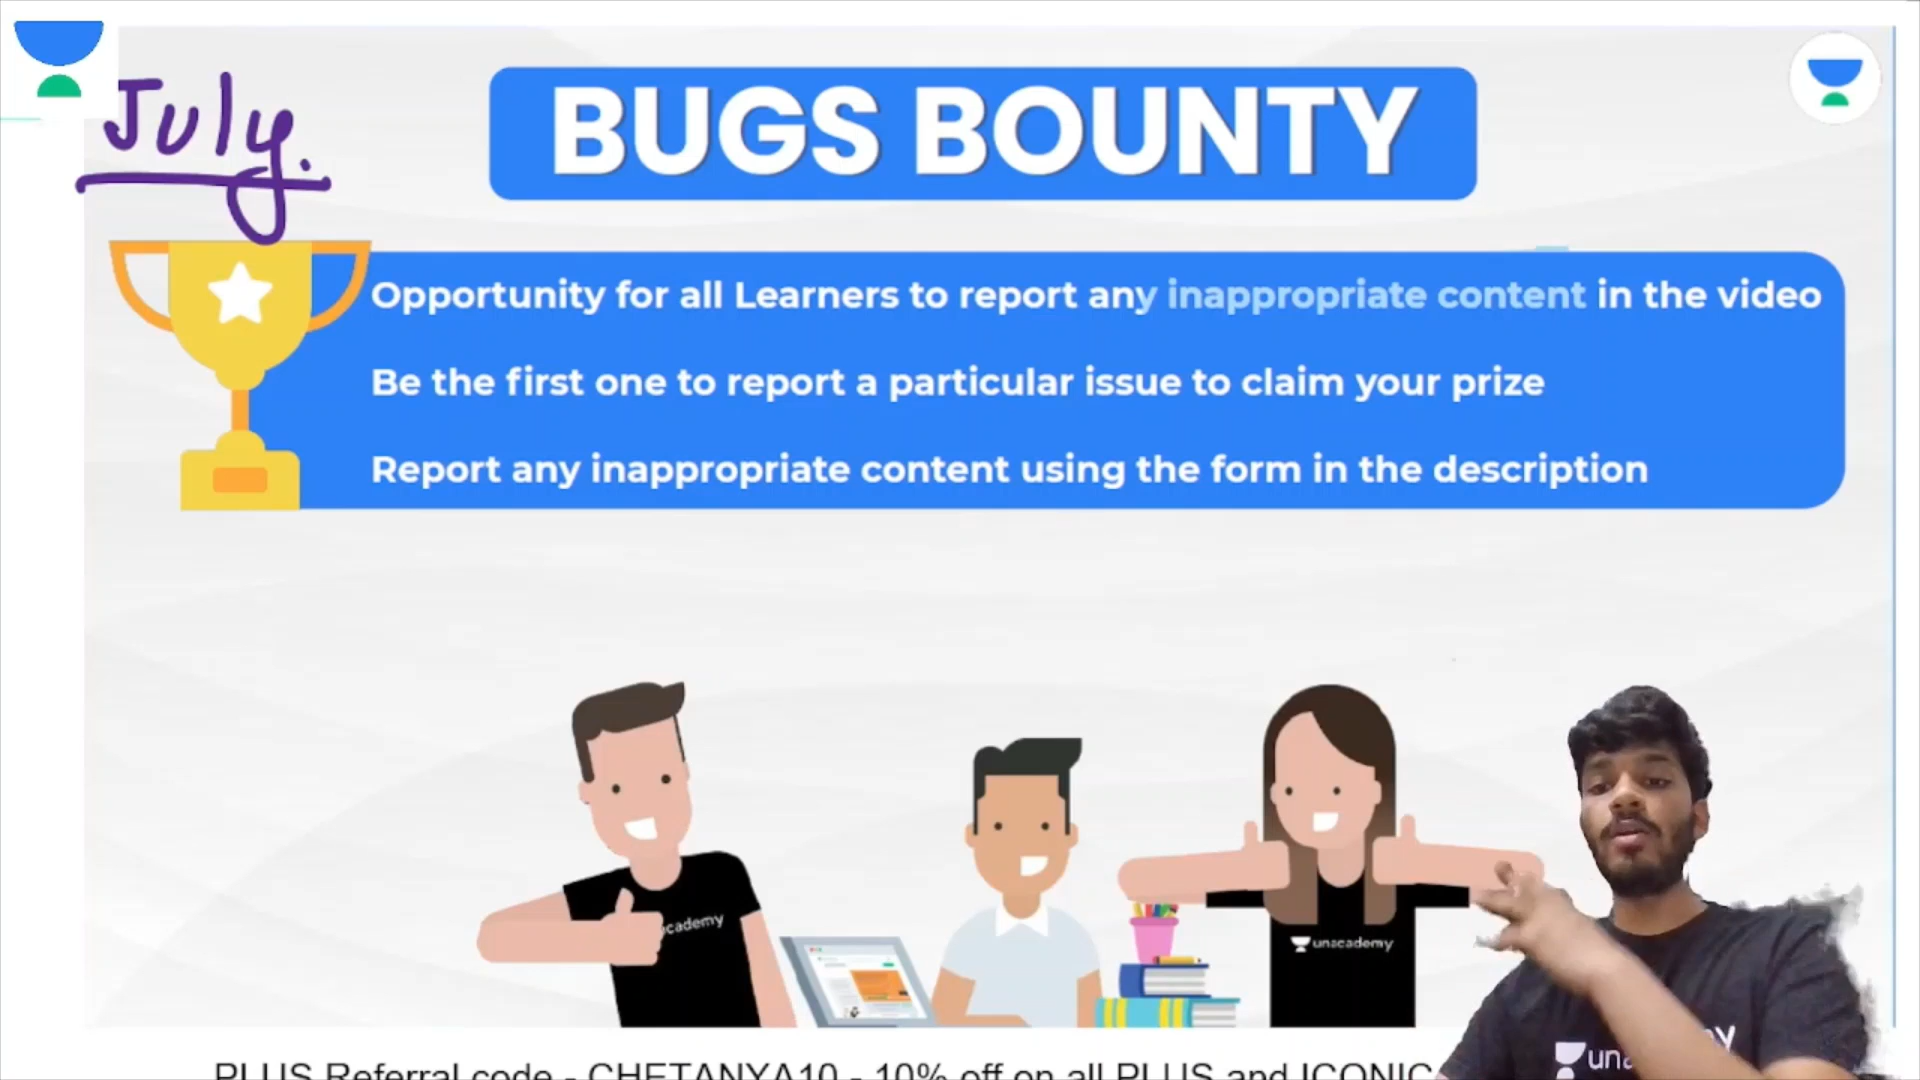 July.
BUGS BOUNTY
Opportunity for all Learners to report any inappropriate content in the video
Be the first one to report a particular issue to claim your prize
Report any inappropriate content using the form in the description
unacademy
PLUS Referral code - CHETANYA10 - 10% off on all PLUS and ICONIC